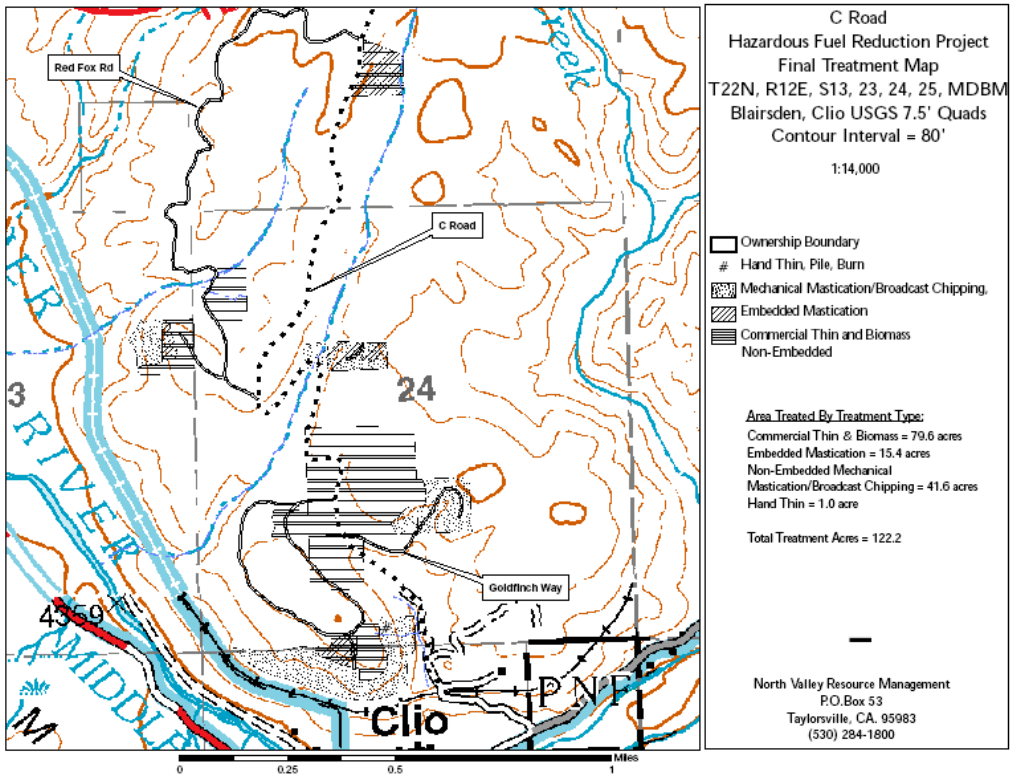 Red Fox Rd
reek
C Road
24
3
RIVER
Goldfinch Way
4359
MIDDLE
M
PNF
Clio
0 0.25 0.5 1 Miles
C Road
Hazardous Fuel Reduction Project
Final Treatment Map
T22N, R12E, S13, 23, 24, 25, MDBM
Blairsden, Clio USGS 7.5' Quads
Contour Interval = 80'
1:14,000
Ownership Boundary
# Hand Thin, Pile, Burn
Mechanical Mastication/Broadcast Chipping,
Embedded Mastication
Commercial Thin and Biomass
Non-Embedded
Area Treated By Treatment Type:
Commercial Thin & Biomass = 79.6 acres
Embedded Mastication = 15.4 acres
Non-Embedded Mechanical
Mastication/Broadcast Chipping = 41.6 acres
Hand Thin = 1.0 acre
Total Treatment Acres = 122.2
North Valley Resource Management
P.O.Box 53
Taylorsville, CA. 95983
(530) 284-1800